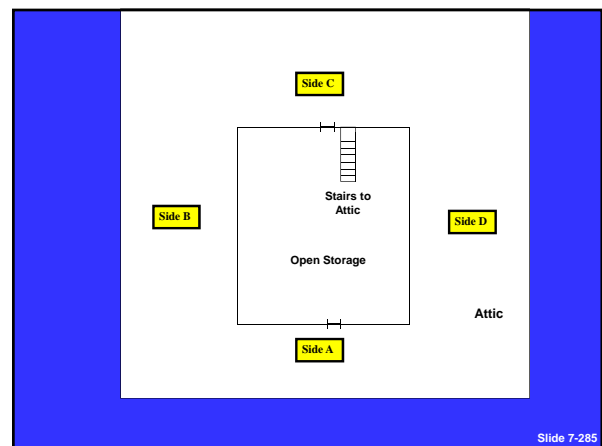 Side C
Stairs to
Attic
Side B
Side D
Open Storage
Attic
Side A
Slide 7-285